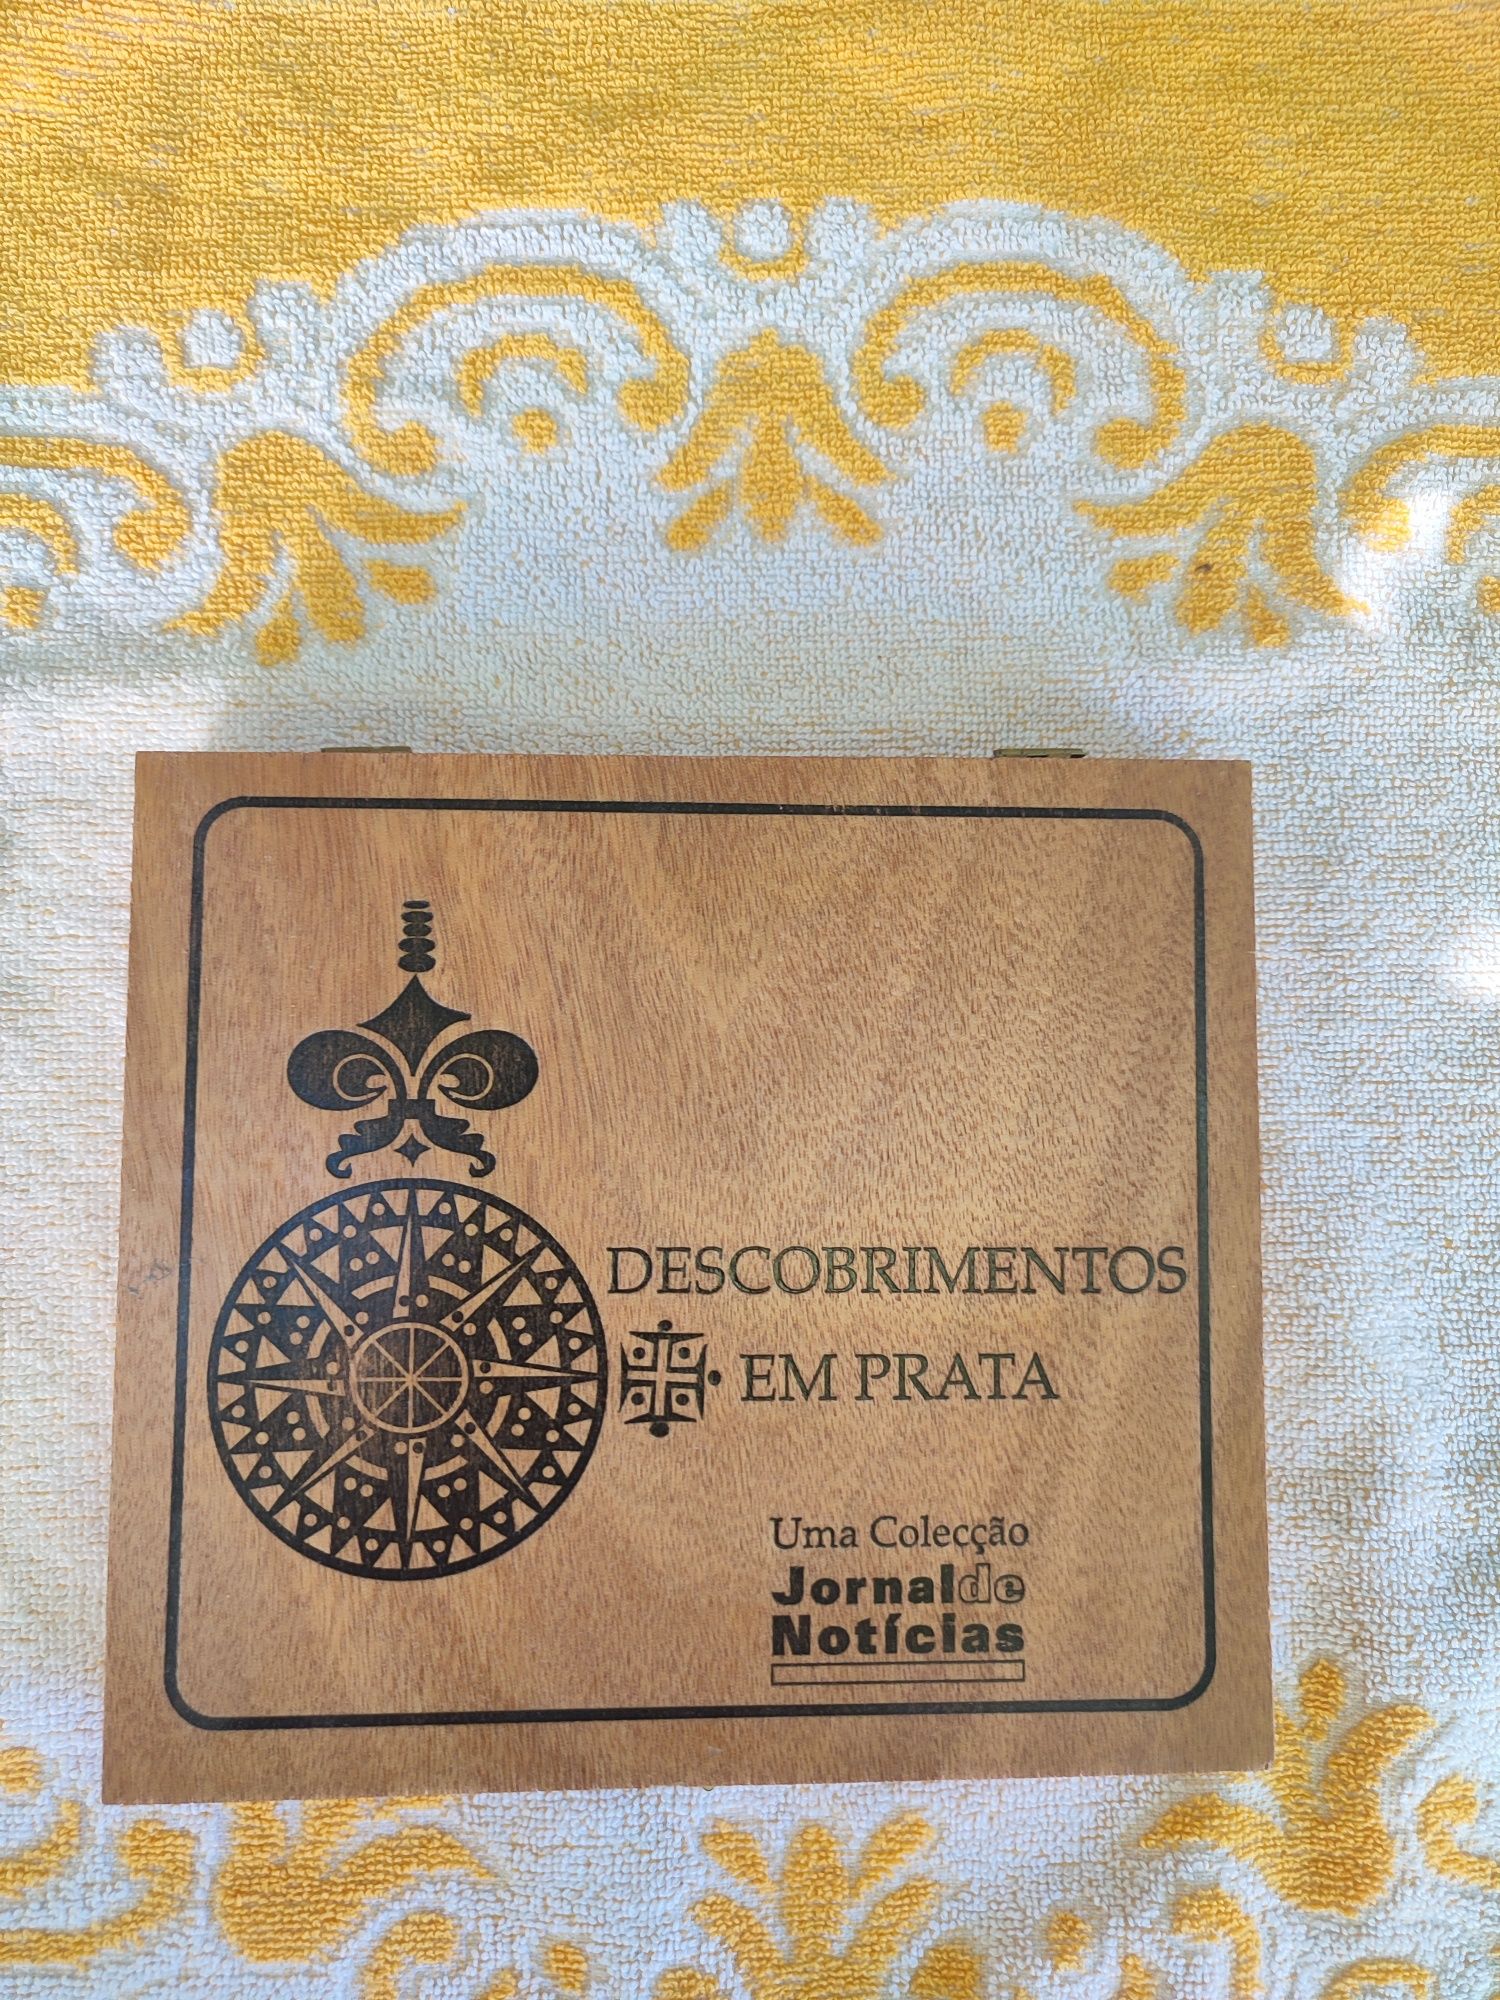 DESCOBRIMENTOS
EM PRATA
Uma Colecção
Jornal de
Notícias